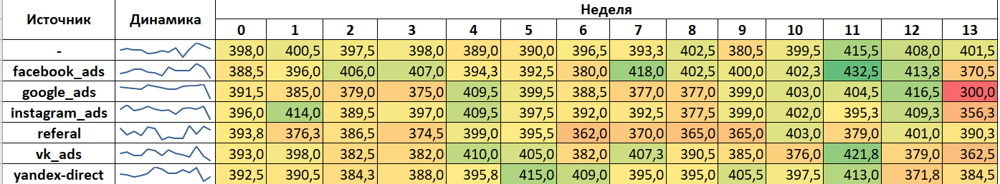 Источник Динамика Неделя
0 1 2 3 4 5 6 7 8 9 10 11 12 13
- 398,0 400,5 397,5 398,0 389,0 390,0 396,5 393,3 402,5 380,5 399,5 415,5 408,0 401,5
facebook_ads 388,5 396,0 406,0 407,0 394,3 392,5 380,0 418,0 402,5 400,0 402,3 432,5 413,8 370,5
google_ads 391,5 385,0 379,0 375,0 409,5 399,5 388,5 377,0 377,0 399,0 403,0 404,5 416,5 300,0
instagram_ads 396,0 414,0 389,5 397,0 409,5 397,5 392,0 392,5 377,5 399,0 402,0 395,3 409,3 356,3
referal 393,8 376,3 386,5 374,5 399,0 395,5 362,0 370,0 365,0 365,0 403,0 379,0 401,0 390,3
vk_ads 393,0 398,0 382,5 382,0 410,0 405,0 382,0 407,3 390,5 385,0 376,0 421,8 379,0 362,5
yandex-direct 392,5 390,5 384,3 388,0 395,8 415,0 409,0 395,0 395,0 405,5 397,5 413,0 371,8 384,5